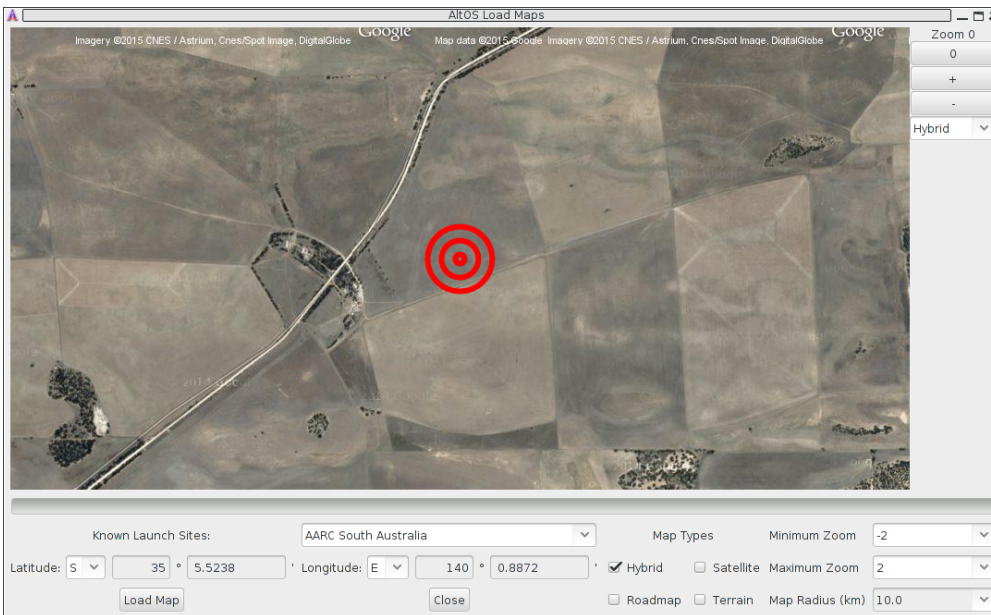 AltOS Load Maps
Imagery ©2015 CNES / Astrium, Cnes/Spot Image, DigitalGlobe Google Map data ©2015 Google Imagery ©2015 CNES / Astrium, Cnes/Spot Image, DigitalGlobe Google
Zoom 0
0
+
-
Hybrid
Known Launch Sites: AARC South Australia Map Types Minimum Zoom -2
Latitude: S 35 ° 5.5238 ' Longitude: E 140 ° 0.8872 ' Hybrid Satellite Maximum Zoom 2
Load Map Close Roadmap Terrain Map Radius (km) 10.0